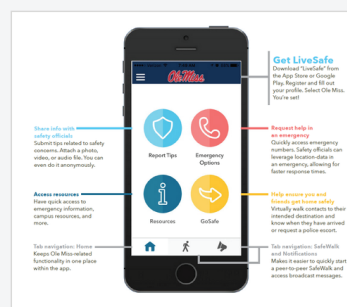 Get LiveSafe
Download "LiveSafe" from
the App Store or Google
Play. Register and fill out
your profile. Select Ole Miss.
You're set!
Ole Miss
Share info with
safety officials
Submit tips related to safety
concerns. Attach a photo,
video, or audio file. You can
even do it anonymously.
Report Tips
Emergency
Options
Request help in
an emergency
Quickly access emergency
numbers. Safety officials can
leverage location-data in
an emergency, allowing for
faster response times.
Access resources
Have quick access to
emergency information,
campus resources, and
more.
Resources
GoSafe
Help ensure you and
friends get home safely
Virtually walk contacts to their
intended destination and
know when they have arrived
or request a police escort.
Tab navigation: Home
Keeps Ole Miss-related
functionality in one place
within the app.
Tab navigation: SafeWalk
and Notifications
Makes it easier to quickly start
a peer-to-peer SafeWalk and
access broadcast messages.